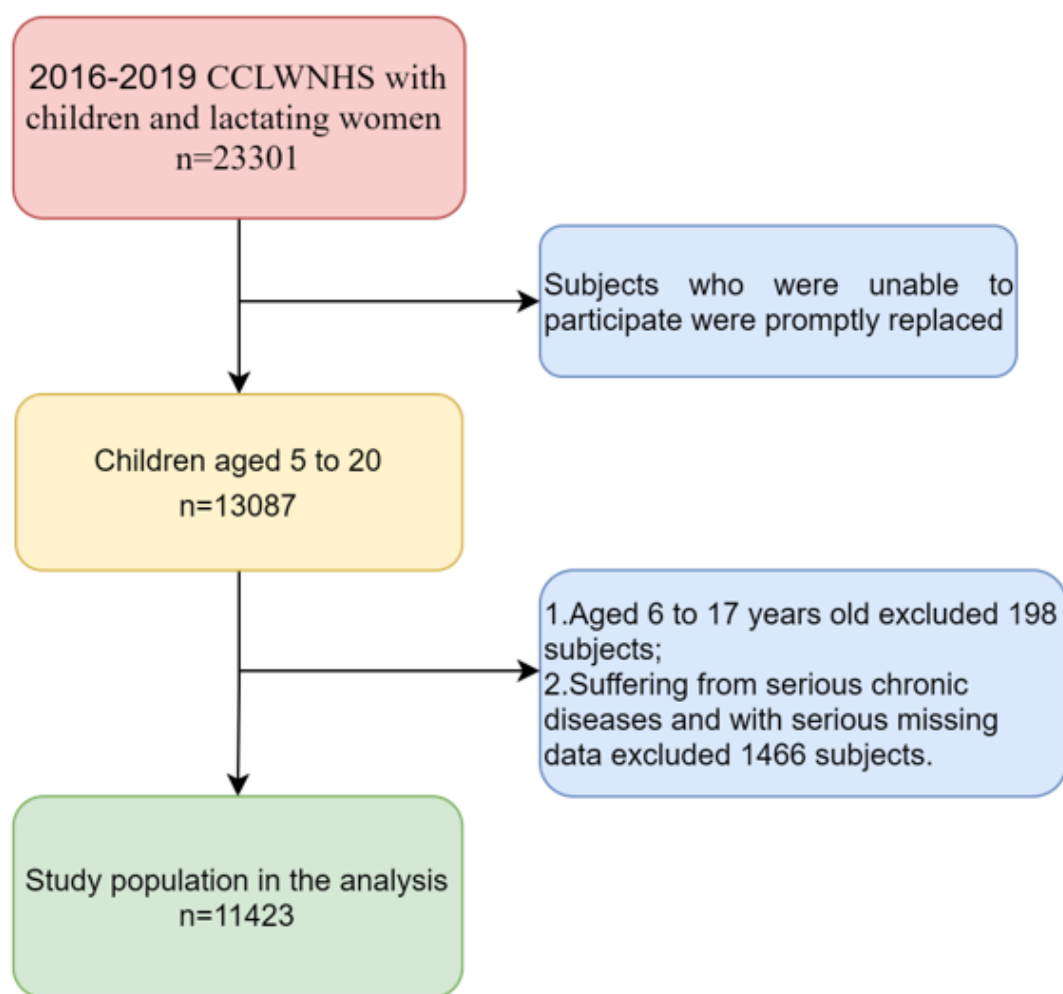 2016-2019 CCLWNHS with
children and lactating women
n=23301
Subjects who were unable to
participate were promptly replaced
Children aged 5 to 20
n=13087
1.Aged 6 to 17 years old excluded 198
subjects;
2.Suffering from serious chronic
diseases and with serious missing
data excluded 1466 subjects.
Study population in the analysis
n=11423